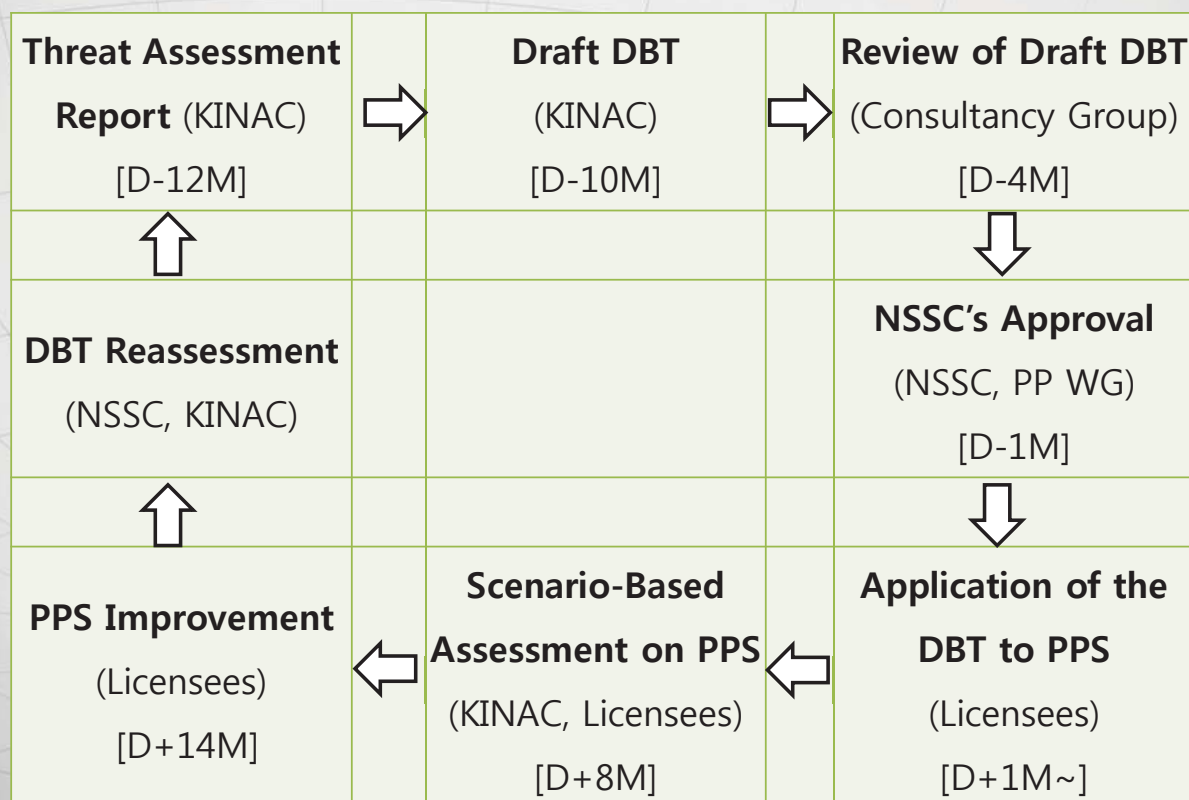 Threat Assessment
Report (KINAC)
[D-12M]
Draft DBT
(KINAC)
[D-10M]
Review of Draft DBT
(Consultancy Group)
[D-4M]
DBT Reassessment
(NSSC, KINAC)
NSSC’s Approval
(NSSC, PP WG)
[D-1M]
PPS Improvement
(Licensees)
[D+14M]
Scenario-Based
Assessment on PPS
(KINAC, Licensees)
[D+8M]
Application of the
DBT to PPS
(Licensees)
[D+1M~]